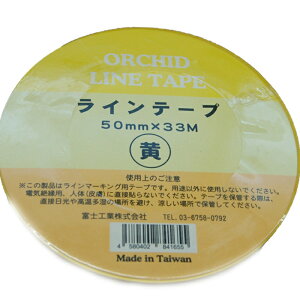 ORCHID
LINE TAPE
ラインテープ
50mm×33M
黄
使用上のご注意
※この製品はラインマーキング用テープです。用途以外に使用しないでください。
電気絶縁用、人体(皮膚)に直接貼らないでください。テープを保管する際は、
直接日光や高温多湿の場所を避け、涼しい場所で保管してください。
富士工業株式会社 TEL.03-6758-0792
4 580402 841655
Made in Taiwan